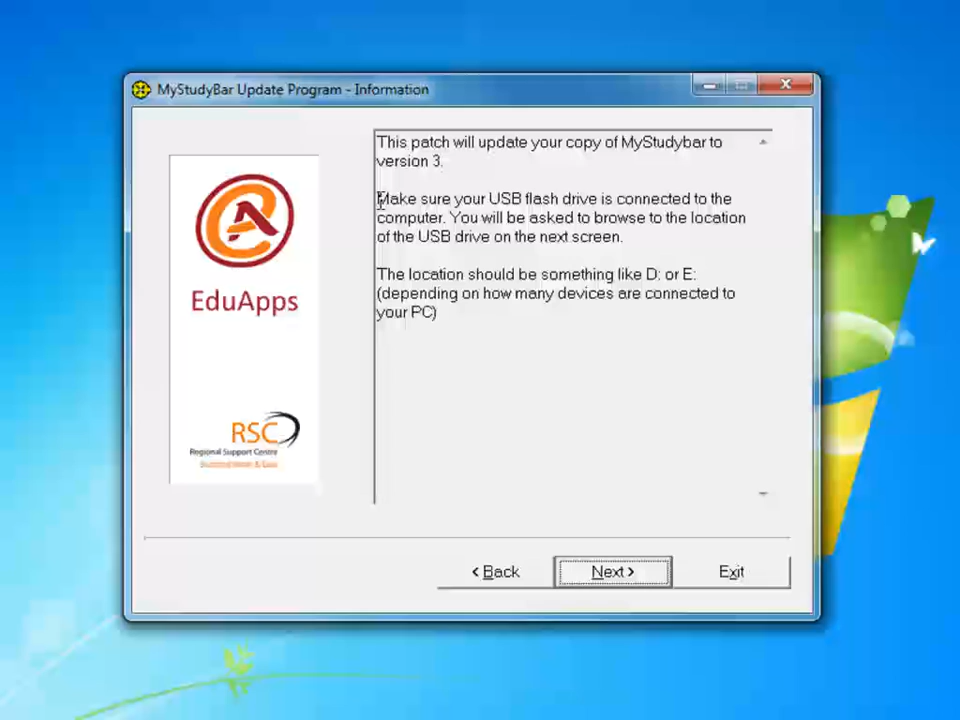 MyStudyBar Update Program - Information
This patch will update your copy of MyStudybar to
version 3.
Make sure your USB flash drive is connected to the
computer. You will be asked to browse to the location
of the USB drive on the next screen.
The location should be something like D: or E:
(depending on how many devices are connected to
your PC)
EduApps
RSC
Regional Support Centre
< Back
Next >
Exit